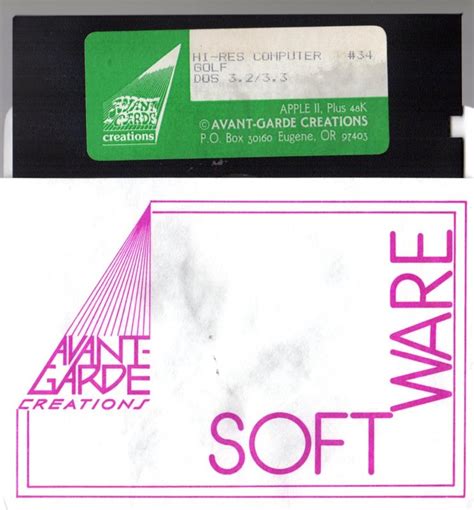 HI-RES COMPUTER #34
GOLF
DOS 3.2/3.3
AVANT-
GARDE
creations
APPLE II, Plus 48K
© AVANT-GARDE CREATIONS
P.O. Box 30160 Eugene, OR 97403
AVANT-
GARDE
CREATIONS
SOFT
WARE